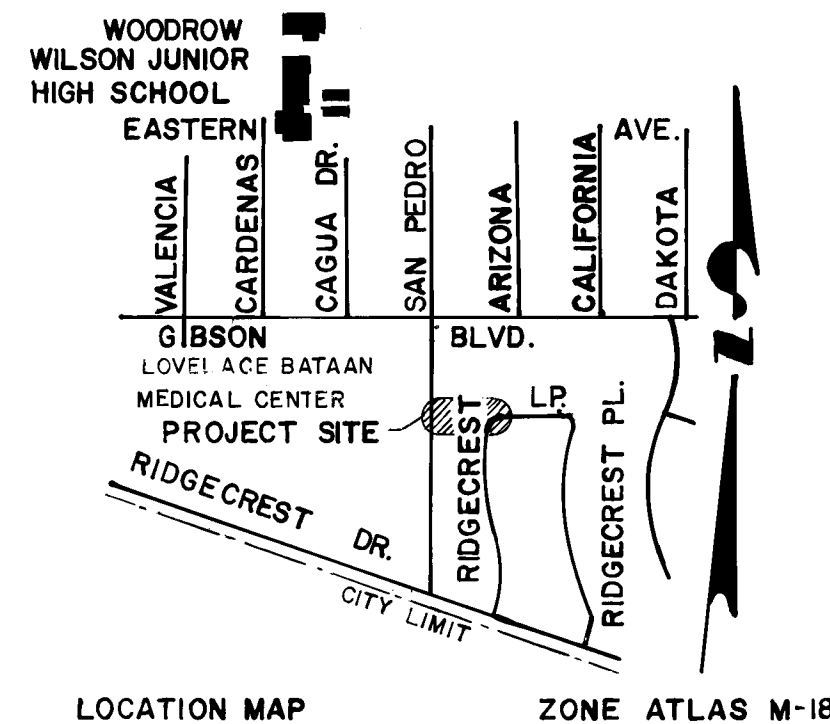 WOODROW
WILSON JUNIOR
HIGH SCHOOL
EASTERN AVE.
VALENCIA
CARDENAS
CAGUA DR.
SAN PEDRO
ARIZONA
CALIFORNIA
DAKOTA
N
GIBSON BLVD.
LOVELACE BATAAN
MEDICAL CENTER
PROJECT SITE
RIDGECREST LP.
RIDGECREST PL.
RIDGECREST DR.
CITY LIMIT
LOCATION MAP
ZONE ATLAS M-18